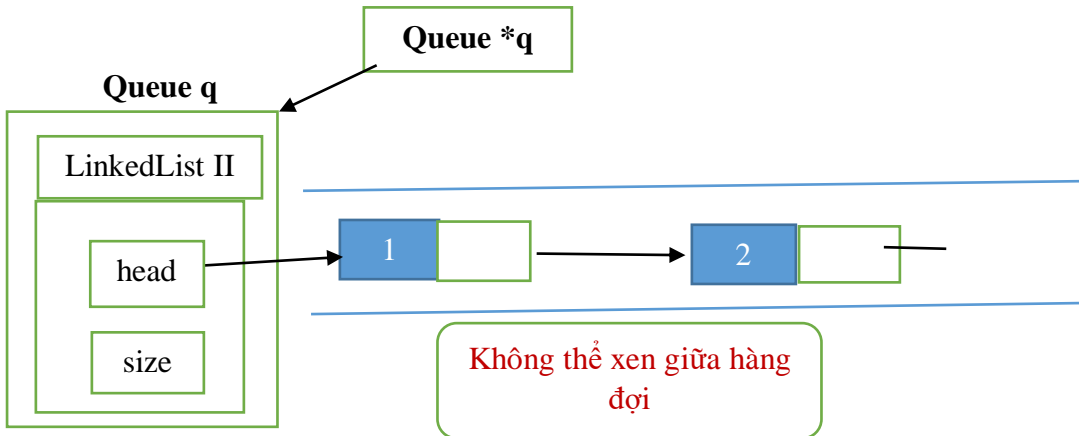 Queue *q
Queue q
LinkedList II
head
1
2
size
Không thể xen giữa hàng
đợi